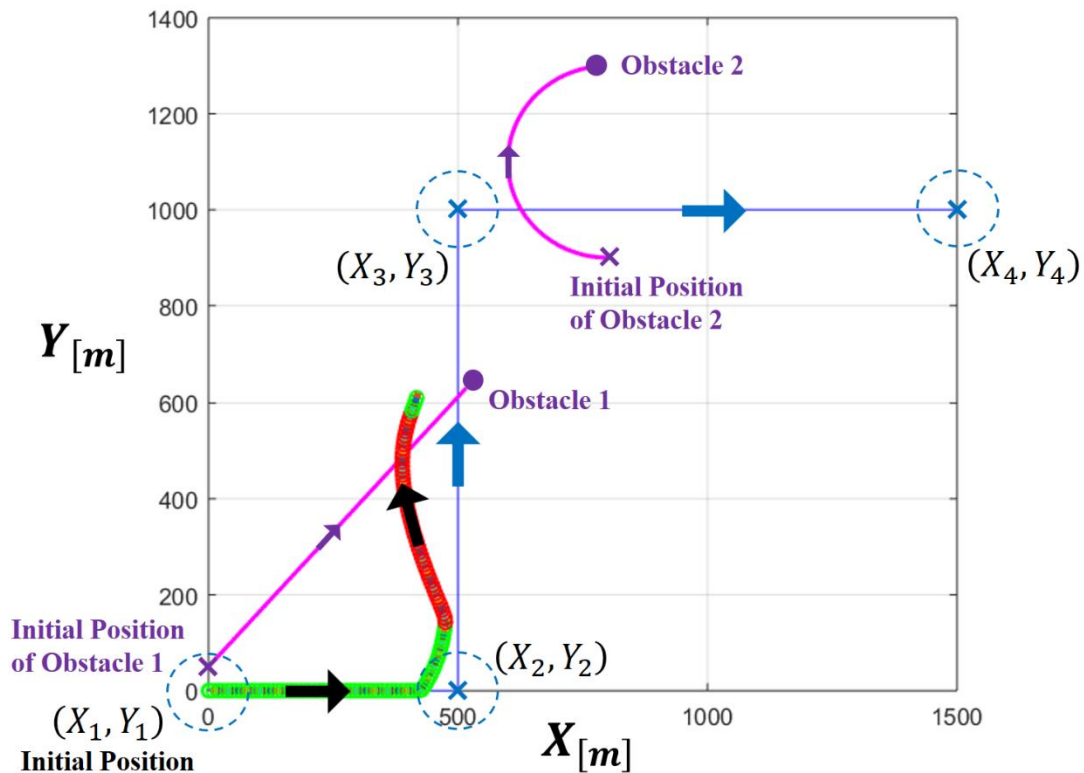 1400
1200
1000
800
600
400
200
0
Y[m]
Obstacle 2
(X3, Y3)
(X4, Y4)
Initial Position
of Obstacle 2
Obstacle 1
Initial Position
of Obstacle 1
(X2, Y2)
(X1, Y1)
Initial Position
0
500
1000
1500
X[m]